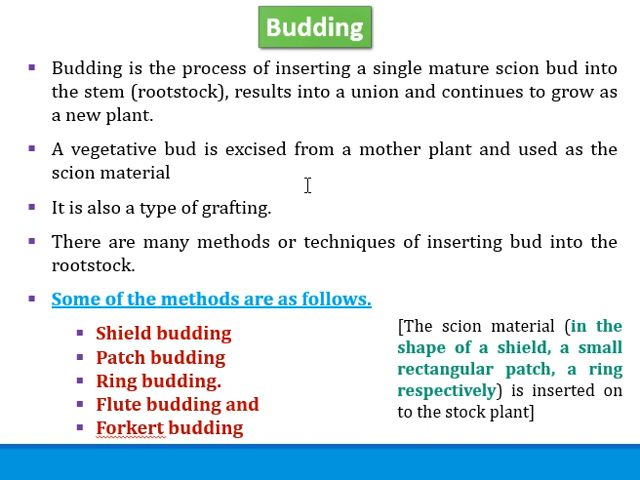 Budding
▪ Budding is the process of inserting a single mature scion bud into
the stem (rootstock), results into a union and continues to grow as
a new plant.
▪ A vegetative bud is excised from a mother plant and used as the
scion material
▪ It is also a type of grafting.
▪ There are many methods or techniques of inserting bud into the
rootstock.
▪ Some of the methods are as follows.
▪ Shield budding
▪ Patch budding
▪ Ring budding.
▪ Flute budding and
▪ Forkert budding
[The scion material (in the
shape of a shield, a small
rectangular patch, a ring
respectively) is inserted on
to the stock plant]